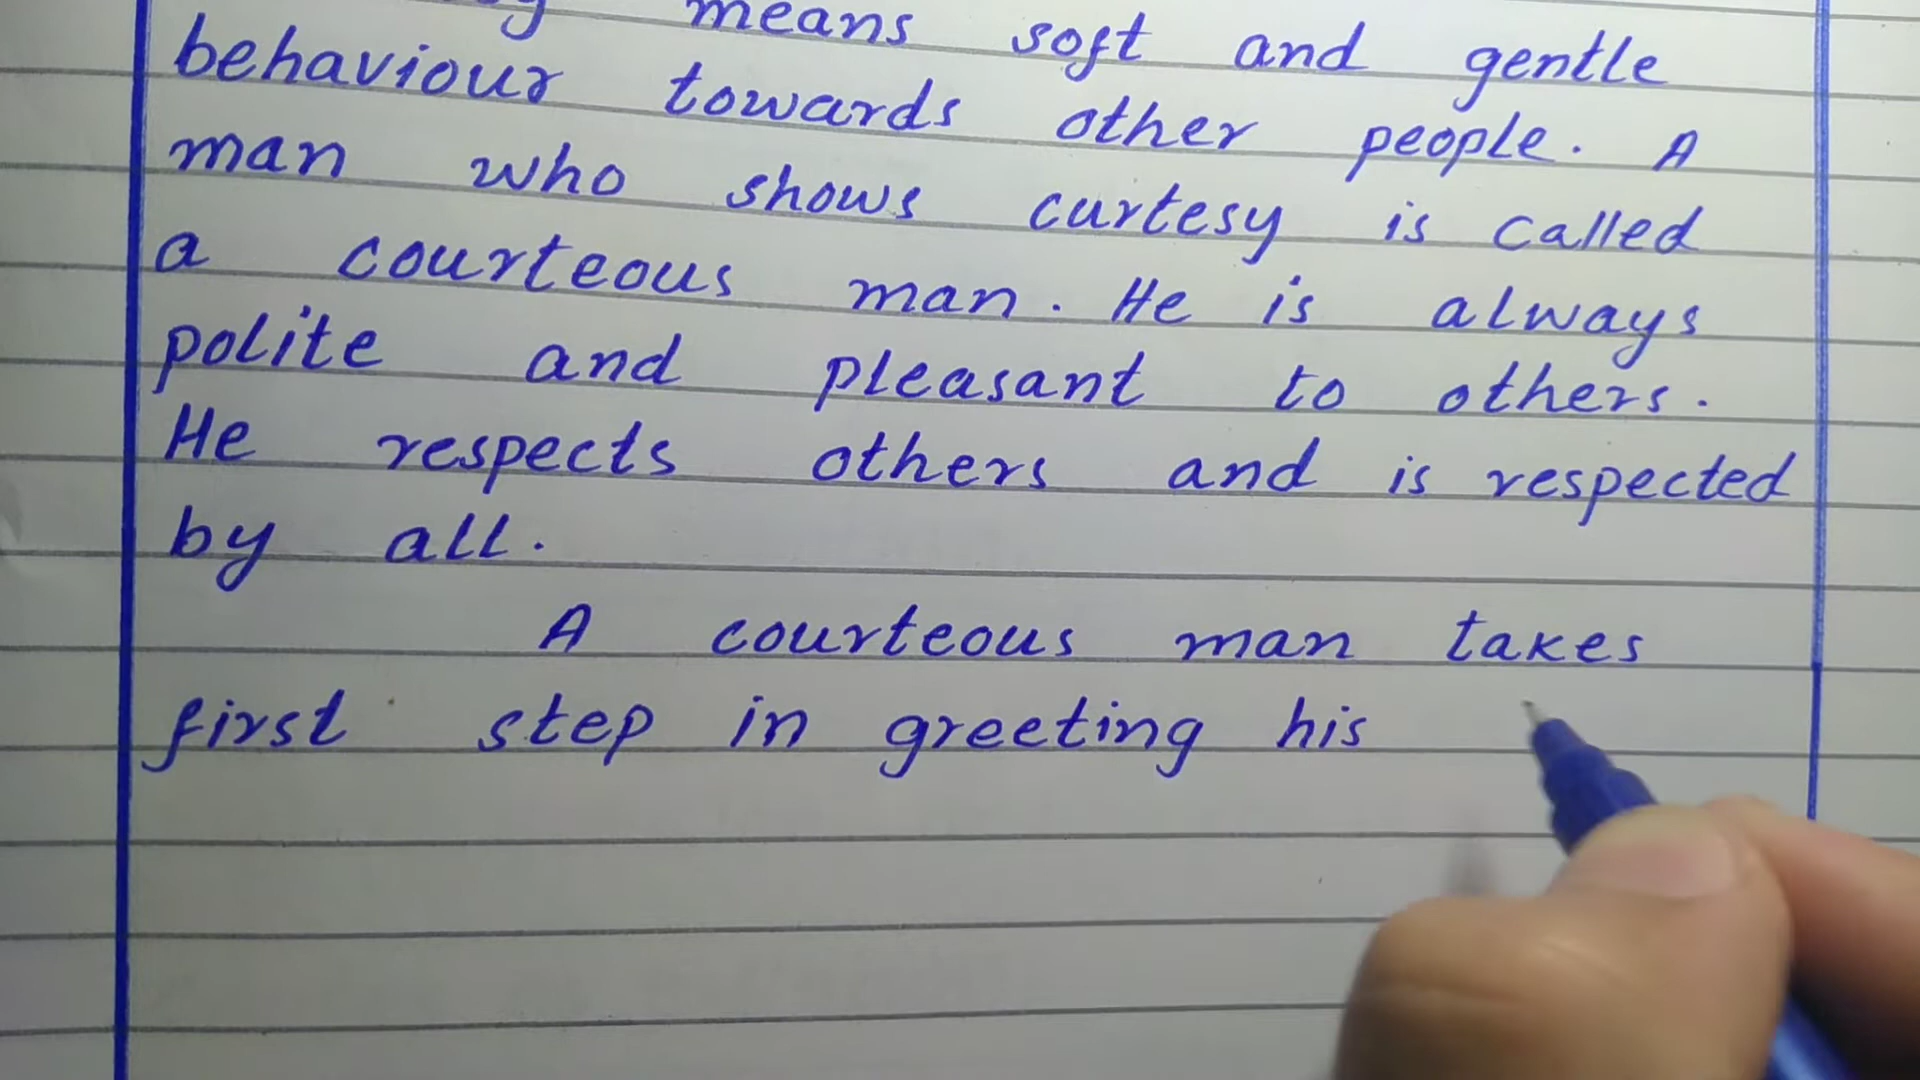 means soft and gentle
behaviour towards other people. A
man who shows curtesy is called
a courteous man. He is always
polite and pleasant to others.
He respects others and is respected
by all.
A courteous man takes
first step in greeting his